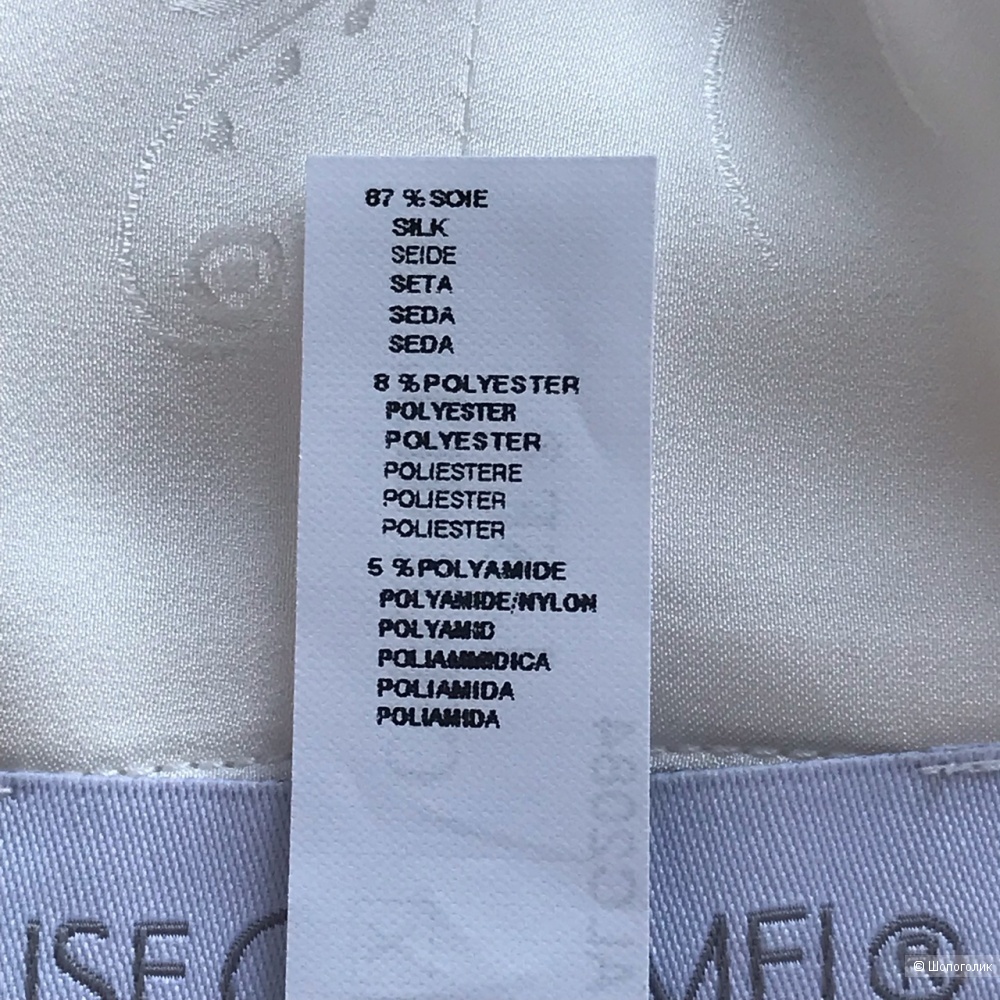 87 % SOIE
SILK
SEIDE
SETA
SEDA
SEDA
8 % POLYESTER
POLYESTER
POLYESTER
POLIESTERE
POLIESTER
POLIESTER
5 % POLYAMIDE
POLYAMIDE/NYLON
POLYAMID
POLIAMMIDICA
POLIAMIDA
POLIAMIDA
© Шопоголик